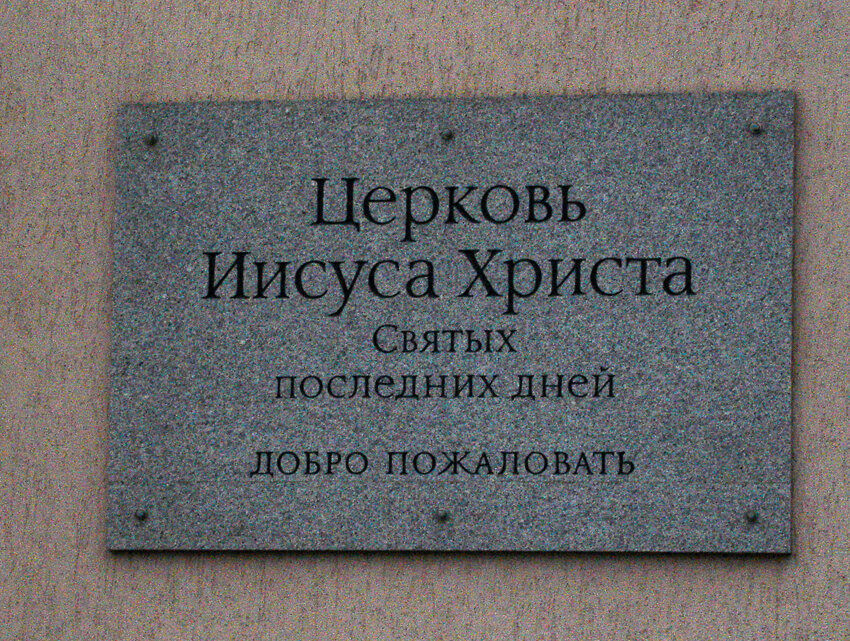 Церковь
Иисуса Христа
Святых
последних дней
ДОБРО ПОЖАЛОВАТЬ